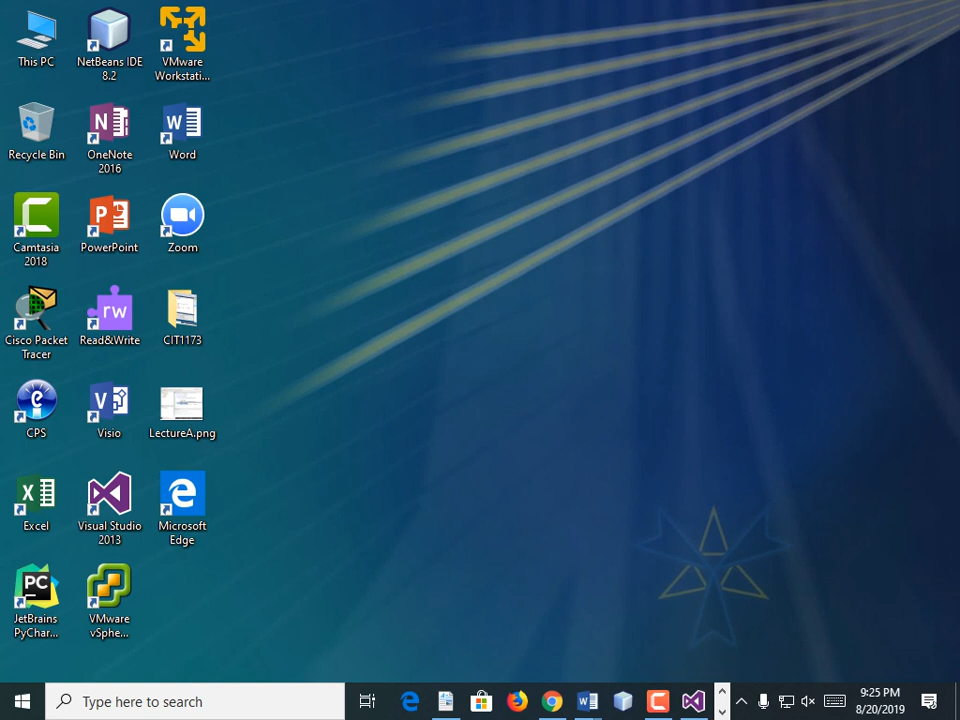 This PC
NetBeans IDE
8.2
VMware
Workstati...
Recycle Bin
N
OneNote
2016
W
Word
C
Camtasia
2018
P
PowerPoint
Zoom
Cisco Packet
Tracer
rw
Read&Write
CIT1173
e
CPS
V
Visio
LectureA.png
X
Excel
Visual Studio
2013
e
Microsoft
Edge
PC
JetBrains
PyChar...
VMware
vSphe...
Type here to search
9:25 PM
8/20/2019